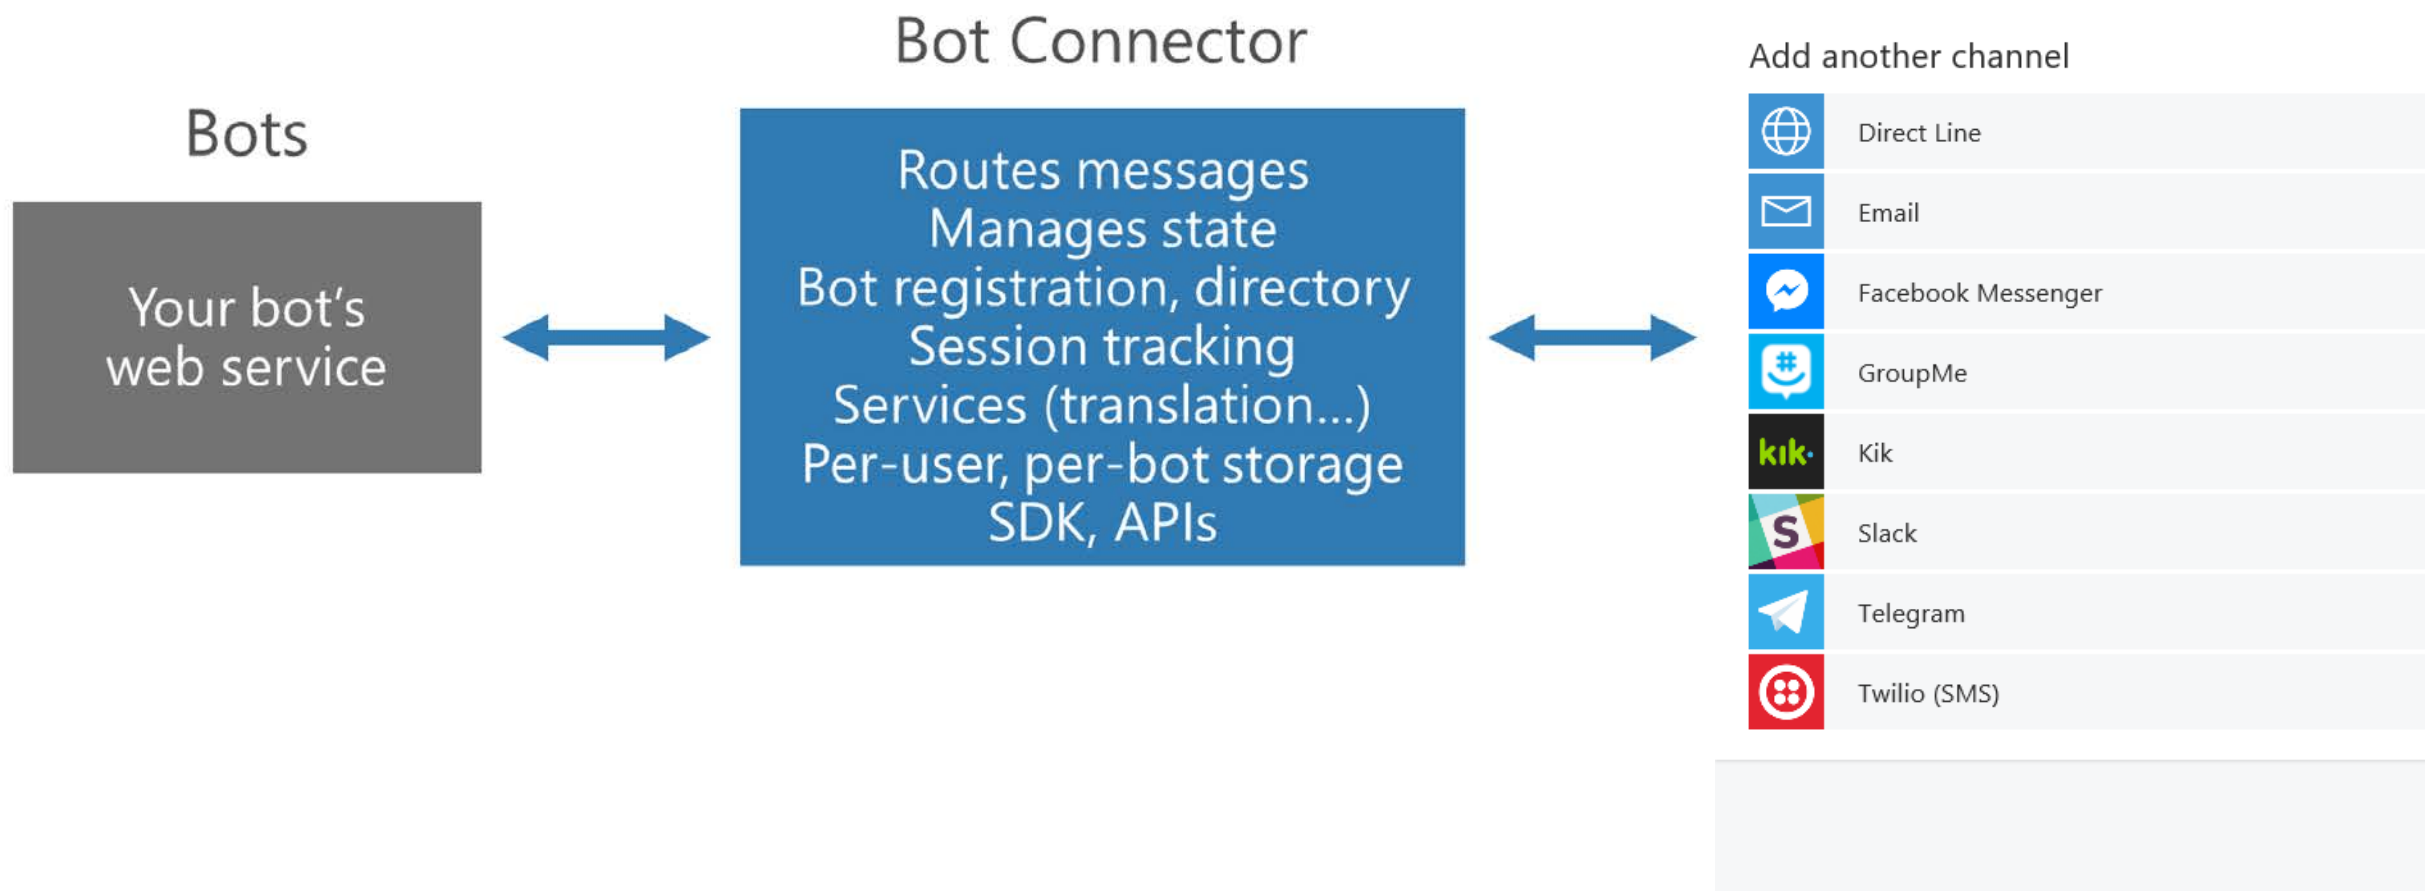 Bots
Your bot's
web service
Bot Connector
Routes messages
Manages state
Bot registration, directory
Session tracking
Services (translation...)
Per-user, per-bot storage
SDK, APIs
Add another channel
Direct Line
Email
Facebook Messenger
#
GroupMe
kik
Kik
S
Slack
Telegram
Twilio (SMS)